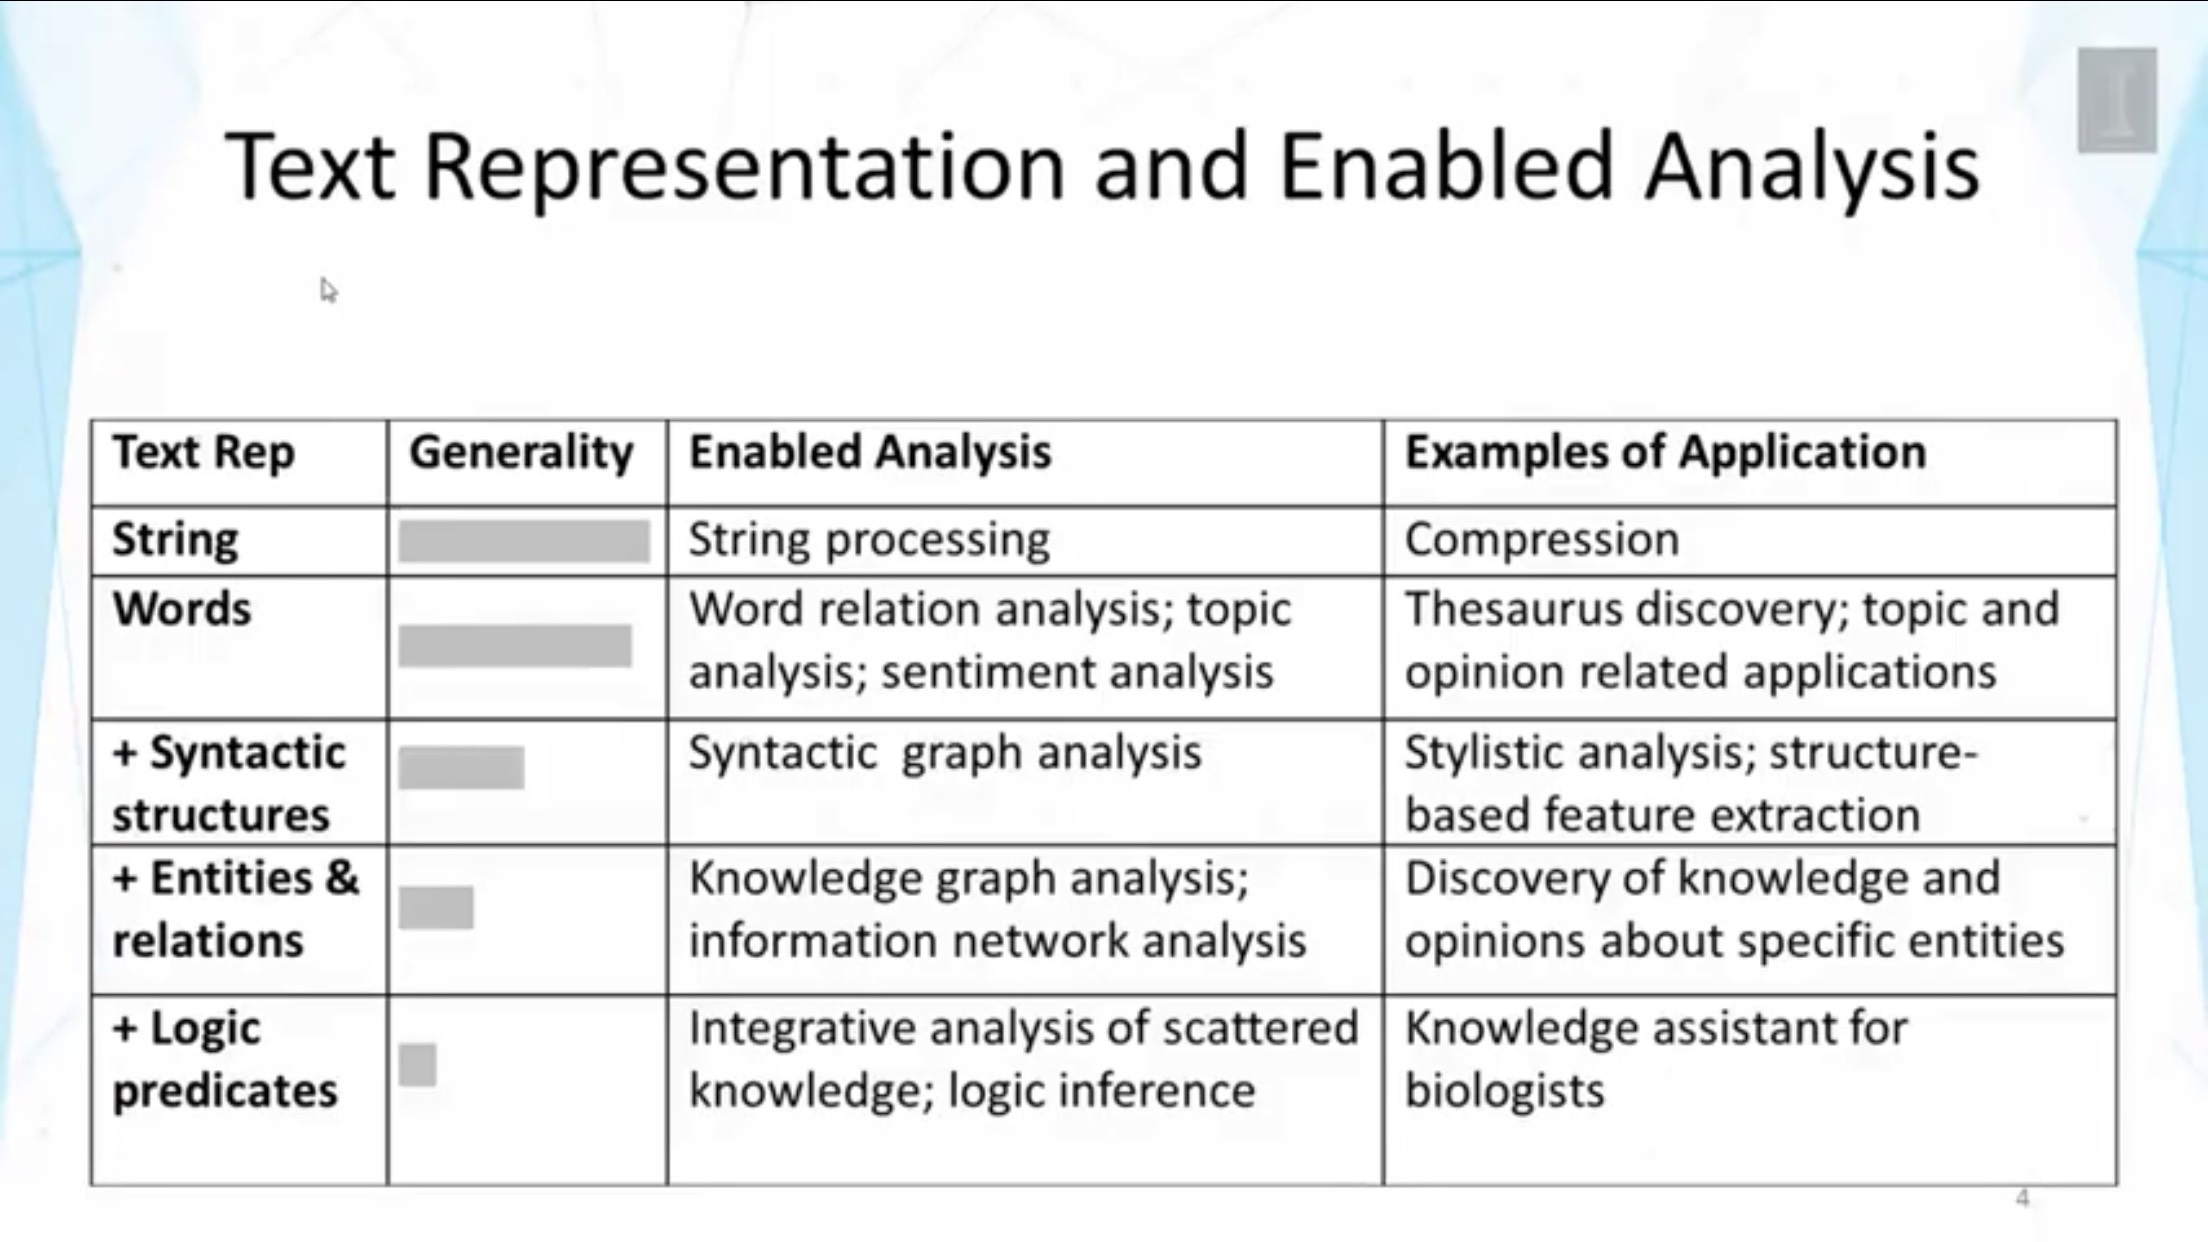 Text Representation and Enabled Analysis
Text Rep
Generality
Enabled Analysis
Examples of Application
String
String processing
Compression
Words
Word relation analysis; topic
analysis; sentiment analysis
Thesaurus discovery; topic and
opinion related applications
+ Syntactic
structures
Syntactic graph analysis
Stylistic analysis; structure-
based feature extraction
+ Entities &
relations
Knowledge graph analysis;
information network analysis
Discovery of knowledge and
opinions about specific entities
+ Logic
predicates
Integrative analysis of scattered
knowledge; logic inference
Knowledge assistant for
biologists
4
I